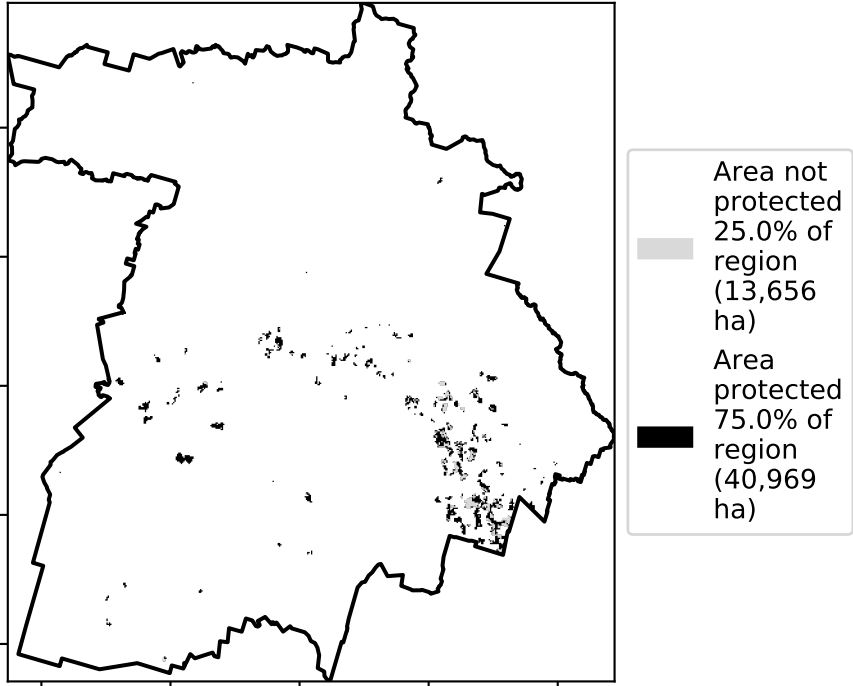 Area not
protected
25.0% of
region
(13,656
ha)
Area
protected
75.0% of
region
(40,969
ha)